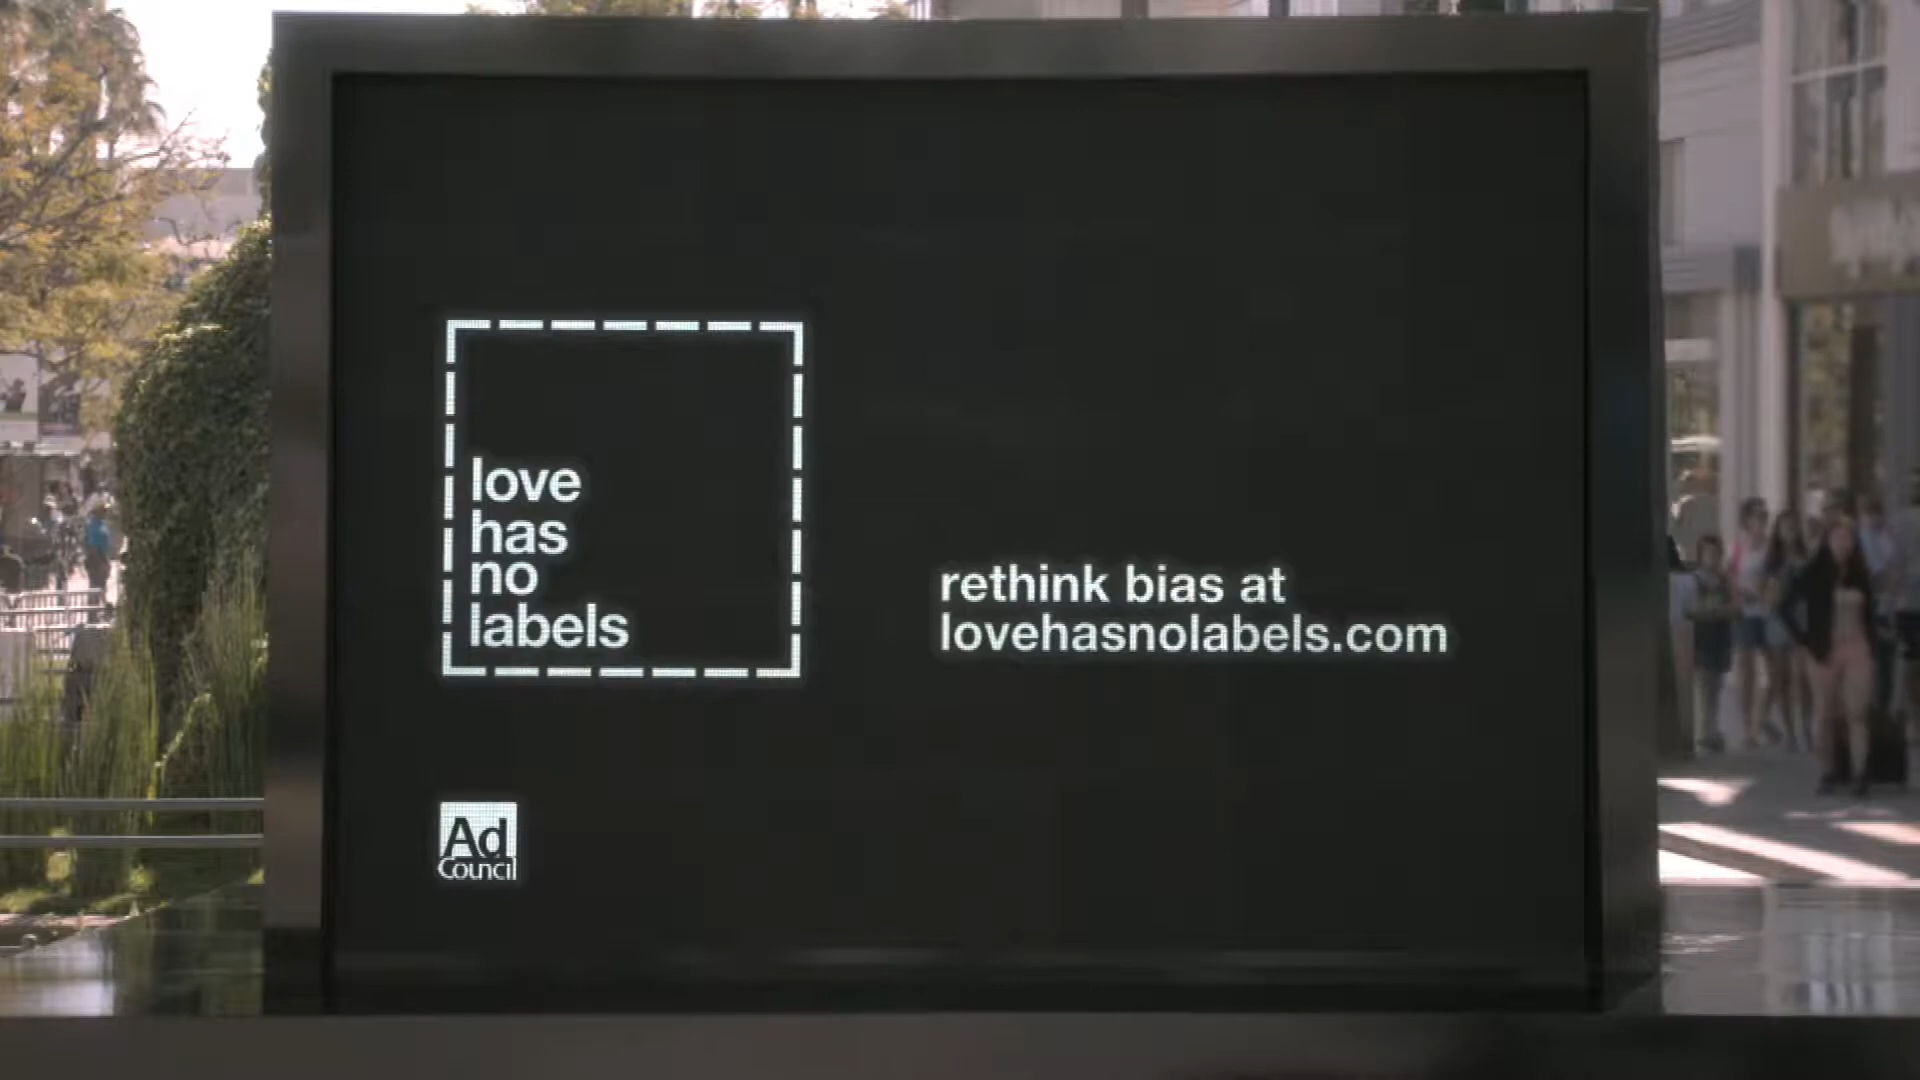 love
has
no
labels
rethink bias at
lovehasnolabels.com
Ad
Council